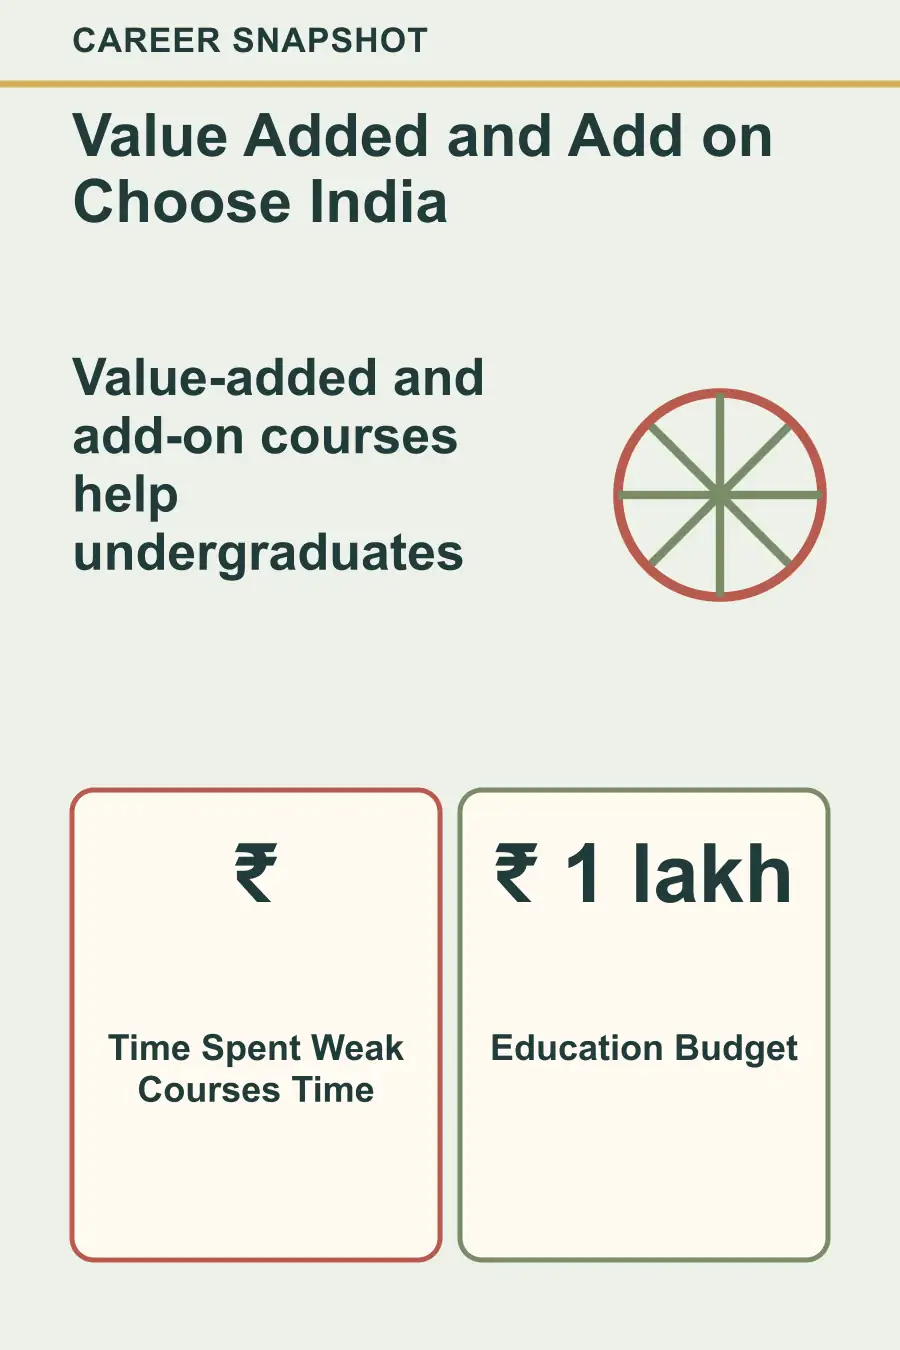 CAREER SNAPSHOT
Value Added and Add on
Choose India
Value-added and
add-on courses
help
undergraduates
₹
Time Spent Weak
Courses Time
₹ 1 lakh
Education Budget